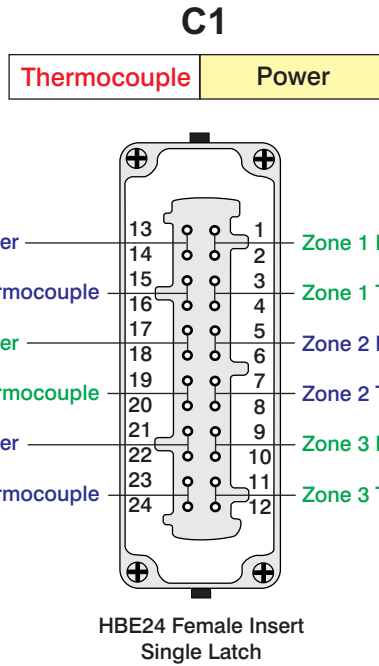 C1
Thermocouple Power
13 1 Zone 1
14 2
15 3 Zone 1
16 4
17 5 Zone 2
18 6
19 7 Zone 2
20 8
21 9 Zone 3
22 10
23 11 Zone 3
24 12
HBE24 Female Insert
Single Latch